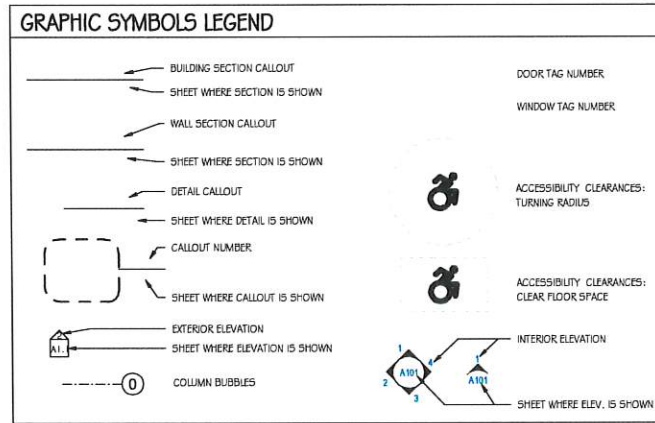 GRAPHIC SYMBOLS LEGEND
BUILDING SECTION CALLOUT
SHEET WHERE SECTION IS SHOWN
WALL SECTION CALLOUT
SHEET WHERE SECTION IS SHOWN
DETAIL CALLOUT
SHEET WHERE DETAIL IS SHOWN
CALLOUT NUMBER
SHEET WHERE CALLOUT IS SHOWN
EXTERIOR ELEVATION
A1.
SHEET WHERE ELEVATION IS SHOWN
0
COLUMN BUBBLES
DOOR TAG NUMBER
WINDOW TAG NUMBER
ACCESSIBILITY CLEARANCES:
TURNING RADIUS
ACCESSIBILITY CLEARANCES:
CLEAR FLOOR SPACE
INTERIOR ELEVATION
1
4
1
A101
A101
2
3
SHEET WHERE ELEV. IS SHOWN